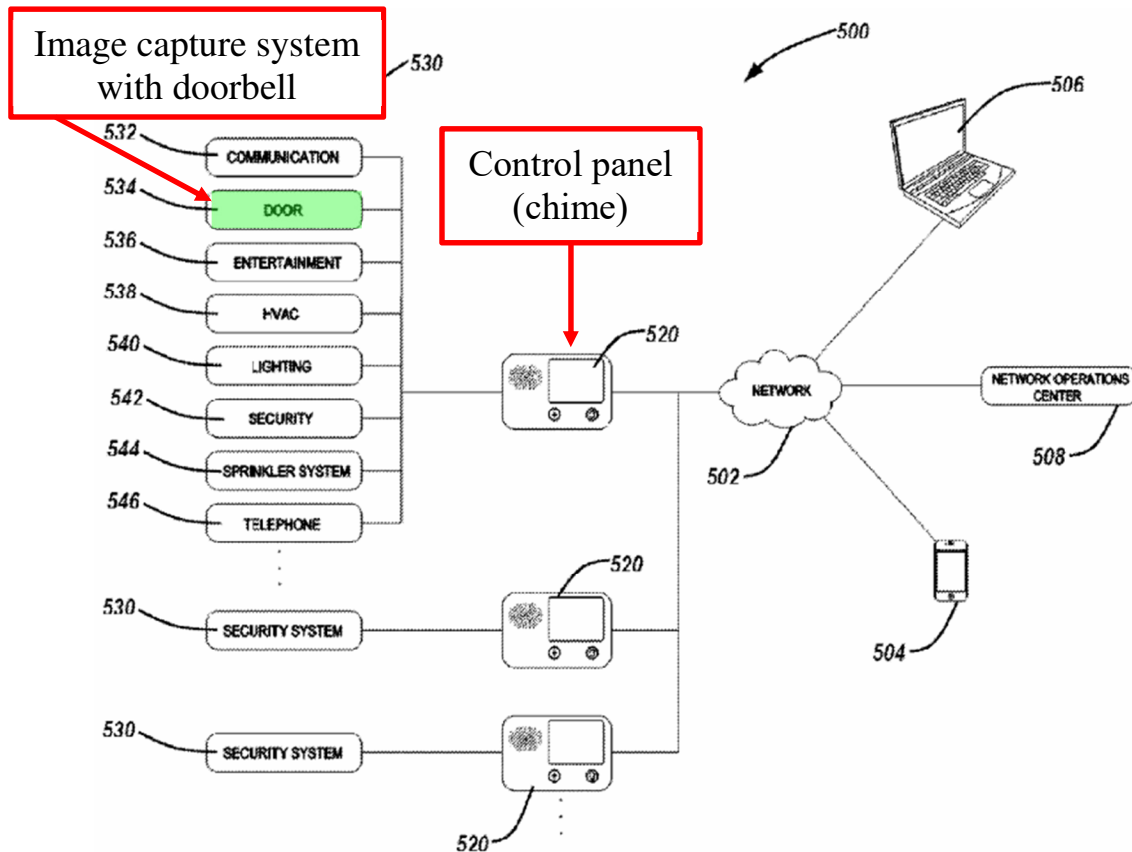 Image capture system
with doorbell
530
500
506
532
COMMUNICATION
534
DOOR
Control panel
(chime)
536
ENTERTAINMENT
538
HVAC
520
540
LIGHTING
NETWORK
NETWORK OPERATIONS
CENTER
542
SECURITY
502
508
544
SPRINKLER SYSTEM
546
TELEPHONE
520
530
SECURITY SYSTEM
504
530
SECURITY SYSTEM
520